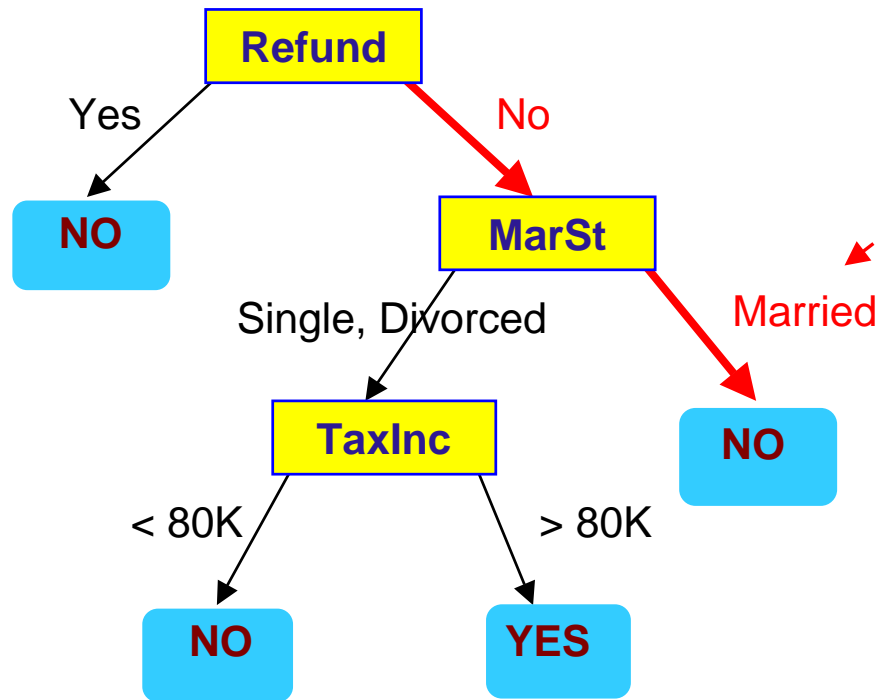 Refund
Yes
No
NO
MarSt
Single, Divorced
Married
TaxInc
NO
< 80K
> 80K
NO
YES